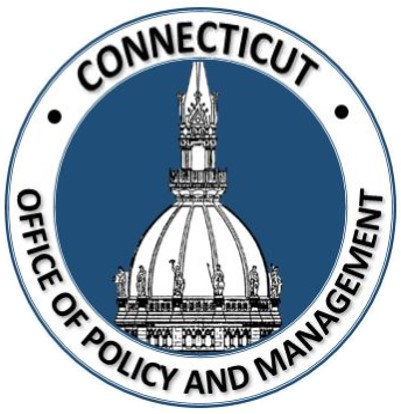 CONNECTICUT
OFFICE OF POLICY AND MANAGEMENT